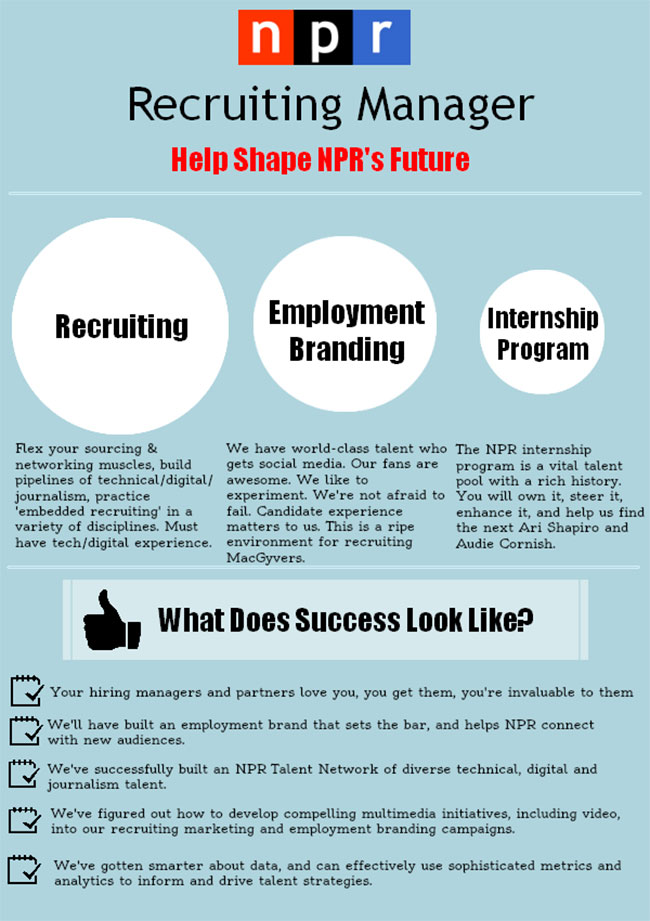 npr
Recruiting Manager
Help Shape NPR's Future
Recruiting
Employment
Branding
Internship
Program
Flex your sourcing &
networking muscles, build
pipelines of technical/digital/
journalism, practice
'embedded recruiting' in a
variety of disciplines. Must
have tech/digital experience.
We have world-class talent who
gets social media. Our fans are
awesome. We like to
experiment. We're not afraid to
fail. Candidate experience
matters to us. This is a ripe
environment for recruiting
MacGyvers.
The NPR internship
program is a vital talent
pool with a rich history.
You will own it, steer it,
enhance it, and help us find
the next Ari Shapiro and
Audie Cornish.
What Does Success Look Like?
Your hiring managers and partners love you, you get them, you're invaluable to them
We'll have built an employment brand that sets the bar, and helps NPR connect
with new audiences.
We've successfully built an NPR Talent Network of diverse technical, digital and
journalism talent.
We've figured out how to develop compelling multimedia initiatives, including video,
into our recruiting marketing and employment branding campaigns.
We've gotten smarter about data, and can effectively use sophisticated metrics and
analytics to inform and drive talent strategies.